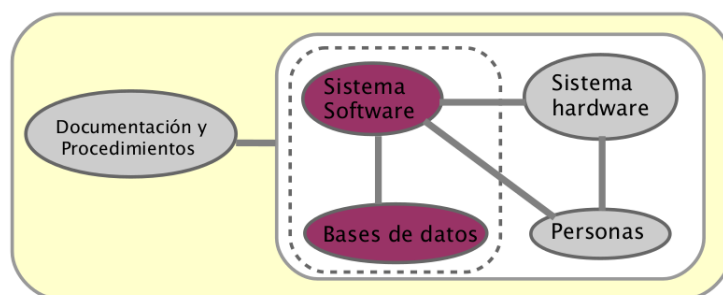 Documentación y
Procedimientos
Sistema
Software
Sistema
hardware
Bases de datos
Personas